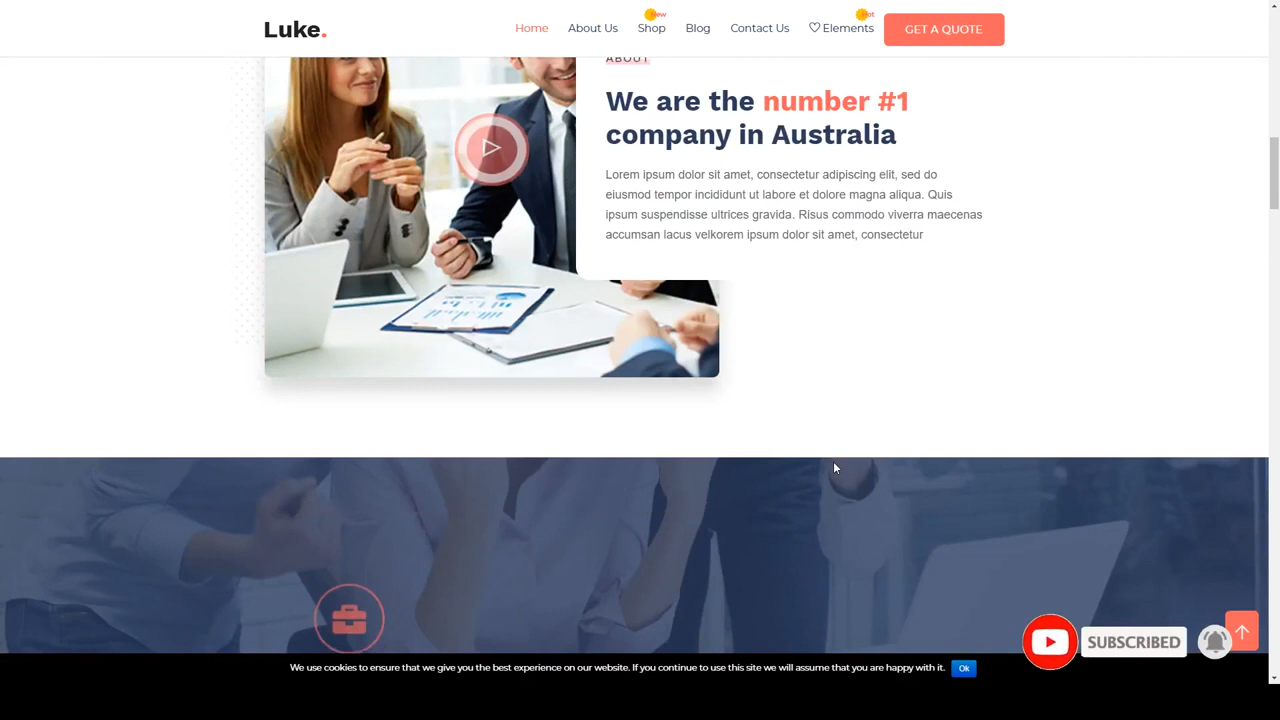 Luke.
Home
About Us
New
Shop
Blog
Contact Us
Hot
Elements
GET A QUOTE
ABOUT
We are the number #1
company in Australia
Lorem ipsum dolor sit amet, consectetur adipiscing elit, sed do
eiusmod tempor incididunt ut labore et dolore magna aliqua. Quis
ipsum suspendisse ultrices gravida. Risus commodo viverra maecenas
accumsan lacus velkorem ipsum dolor sit amet, consectetur
SUBSCRIBED
We use cookies to ensure that we give you the best experience on our website. If you continue to use this site we will assume that you are happy with it.
Ok